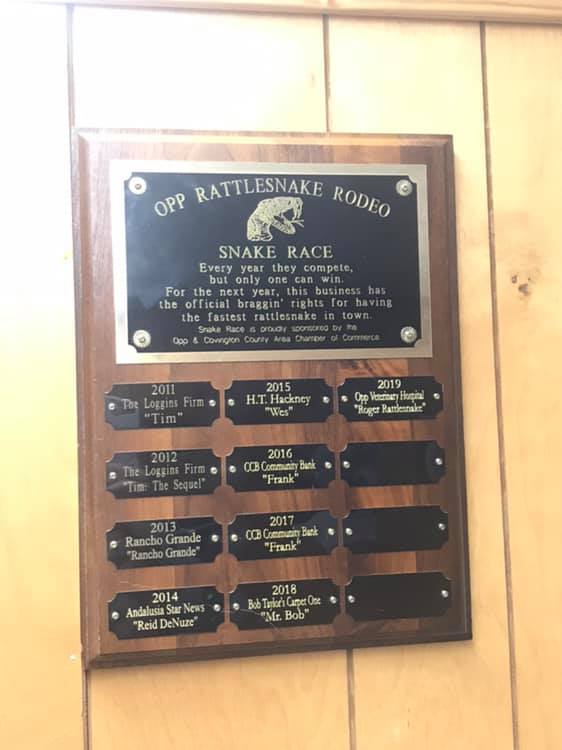 OPP RATTLESNAKE RODEO
SNAKE RACE
Every year they compete,
but only one can win.
For the next year, this business has
the official braggin' rights for having
the fastest rattlesnake in town.
Snake Race is proudly sponsored by the
Opp & Covington County Area Chamber of Commerce
2011
The Loggins Firm
"Tim"
2012
The Loggins Firm
"Tim: The Sequel"
2013
Rancho Grande
"Rancho Grande"
2014
Andalusia Star News
"Reid DeNuze"
2015
H.T. Hackney
"Wes"
2016
CCB Community Bank
"Frank"
2017
CCB Community Bank
"Frank"
2018
Bob Taylor's Carpet One
"Mr. Bob"
2019
Opp Veterinary Hospital
"Roger Rattlesnake"